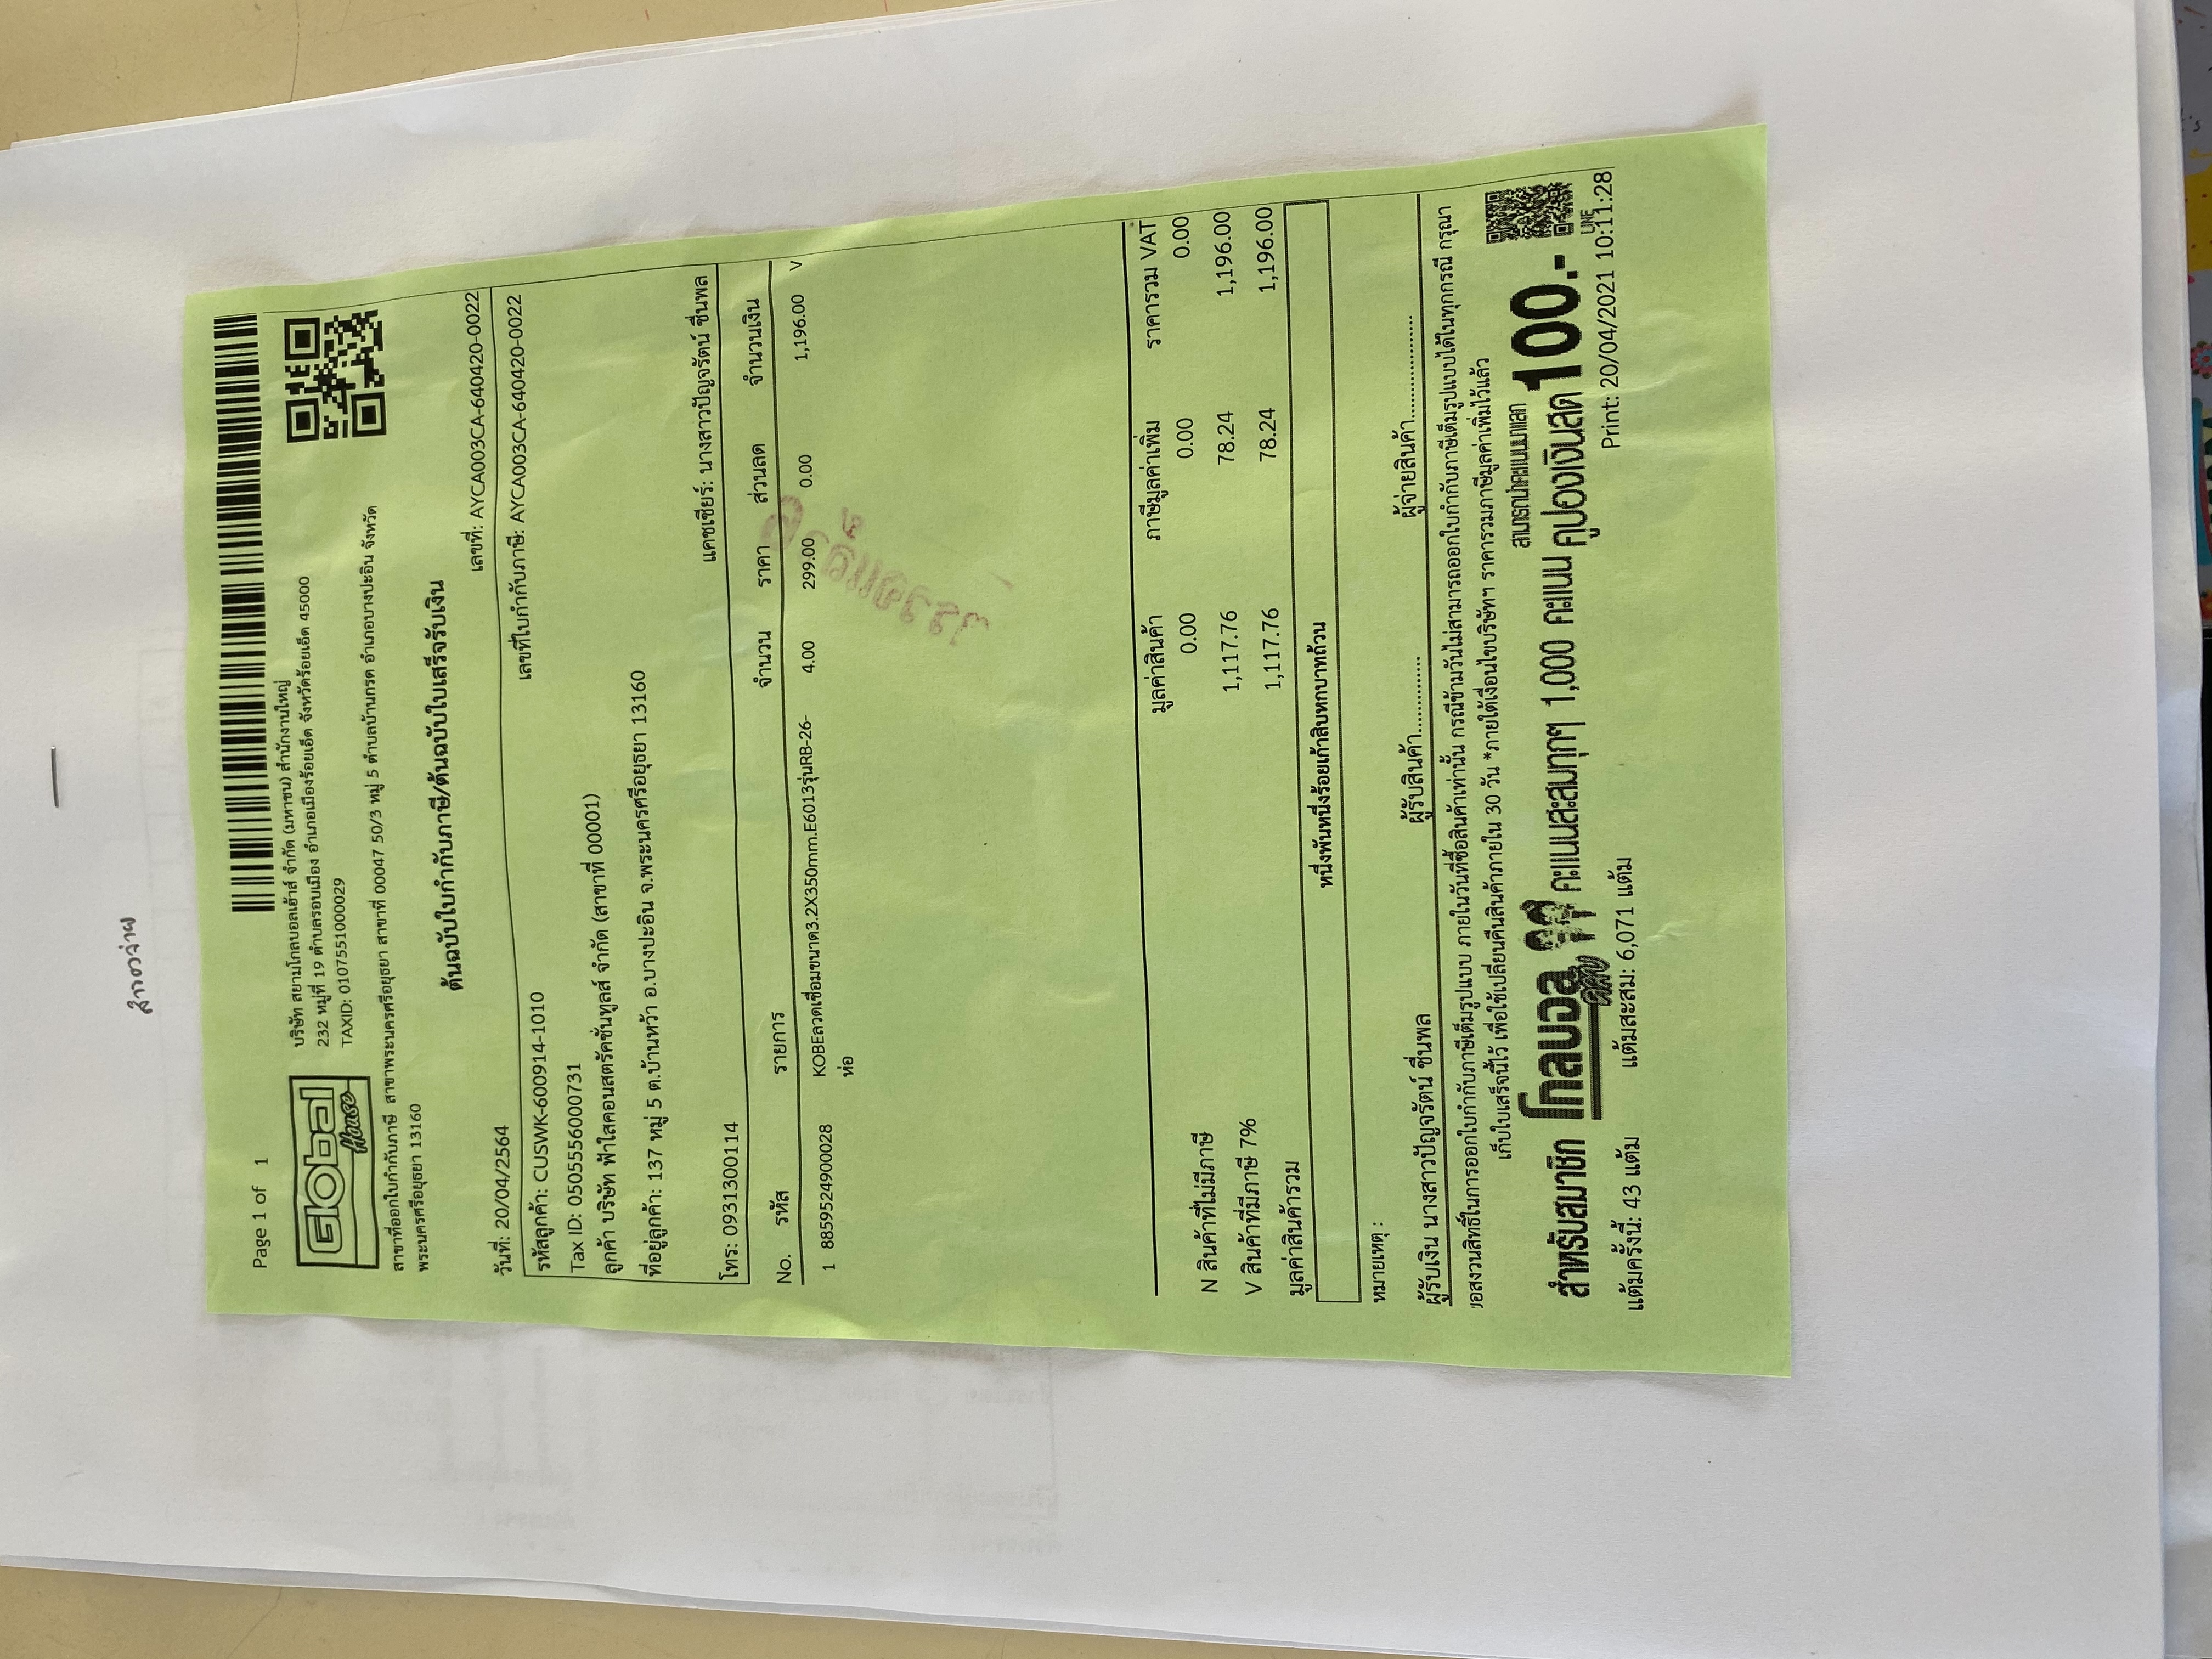 สำรองจ่าย
Page 1 of 1
Global House
บริษัท สยามโกลบอลเฮ้าส์ จำกัด (มหาชน) สำนักงานใหญ่
232 หมู่ที่ 19 ตำบลรอบเมือง อำเภอเมืองร้อยเอ็ด จังหวัดร้อยเอ็ด 45000
TAXID: 0107551000029
สาขาที่ออกใบกำกับภาษี สาขาพระนครศรีอยุธยา สาขาที่ 00047 50/3 หมู่ 5 ตำบลบ้านกรด อำเภอบางปะอิน จังหวัด
พระนครศรีอยุธยา 13160
ต้นฉบับใบกำกับภาษี/ต้นฉบับใบเสร็จรับเงิน
เลขที่: AYCA003CA-640420-0022
วันที่: 20/04/2564
รหัสลูกค้า: CUSWK-600914-1010 เลขที่ใบกำกับภาษี: AYCA003CA-640420-0022
Tax ID: 0505556000731
ลูกค้า บริษัท ฟ้าใสคอนสตรัคชั่นทูลส์ จำกัด (สาขาที่ 00001)
ที่อยู่ลูกค้า: 137 หมู่ 5 ต.บ้านหว้า อ.บางปะอิน จ.พระนครศรีอยุธยา 13160
โทร: 0931300114 แคชเชียร์: นางสาวปัญจรัตน์ ชื่นพล
No. รหัส รายการ จำนวน ราคา ส่วนลด จำนวนเงิน
1 8859524900028 KOBEลวดเชื่อมขนาด3.2X350mm.E6013รุ่นRB-26- 4.00 299.00 0.00 1,196.00 V
ห่อ
มูลค่าสินค้า ภาษีมูลค่าเพิ่ม ราคารวม VAT
N สินค้าที่ไม่มีภาษี 0.00 0.00 0.00
V สินค้าที่มีภาษี 7% 1,117.76 78.24 1,196.00
มูลค่าสินค้ารวม 1,117.76 78.24 1,196.00
หนึ่งพันหนึ่งร้อยเก้าสิบหกบาทถ้วน
หมายเหตุ :
ผู้รับเงิน นางสาวปัญจรัตน์ ชื่นพล ผู้รับสินค้า.............. ผู้จ่ายสินค้า...................
ขอสงวนสิทธิ์ในการออกใบกำกับภาษีเต็มรูปแบบ ภายในวันที่ซื้อสินค้าเท่านั้น กรณีข้ามวันไม่สามารถออกใบกำกับภาษีเต็มรูปแบบได้ในทุกกรณี กรุณา
เก็บใบเสร็จนี้ไว้ เพื่อใช้เปลี่ยนคืนสินค้าภายใน 30 วัน *ภายใต้เงื่อนไขบริษัทฯ ราคารวมภาษีมูลค่าเพิ่มไว้แล้ว
สำหรับสมาชิก โกลบอล คลับ คะแนนสะสมทุกๆ 1,000 คะแนน สามารถนำคะแนนมาแลก คูปองเงินสด 100.-
LINE
แต้มครั้งนี้: 43 แต้ม แต้มสะสม: 6,071 แต้ม Print: 20/04/2021 10:11:28